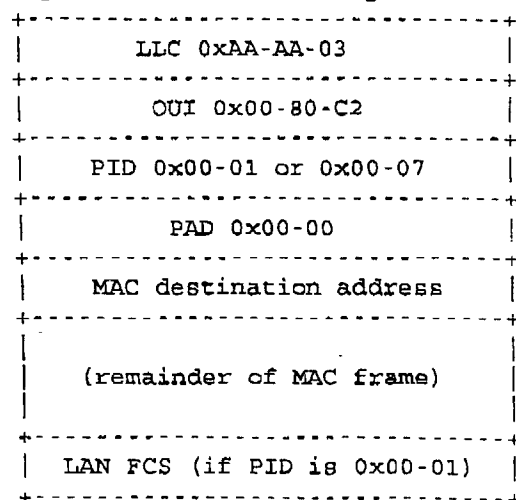 LLC 0xAA-AA-03
OUI 0x00-80-C2
PID 0x00-01 or 0x00-07
PAD 0x00-00
MAC destination address
(remainder of MAC frame)
LAN FCS (if PID is 0x00-01)